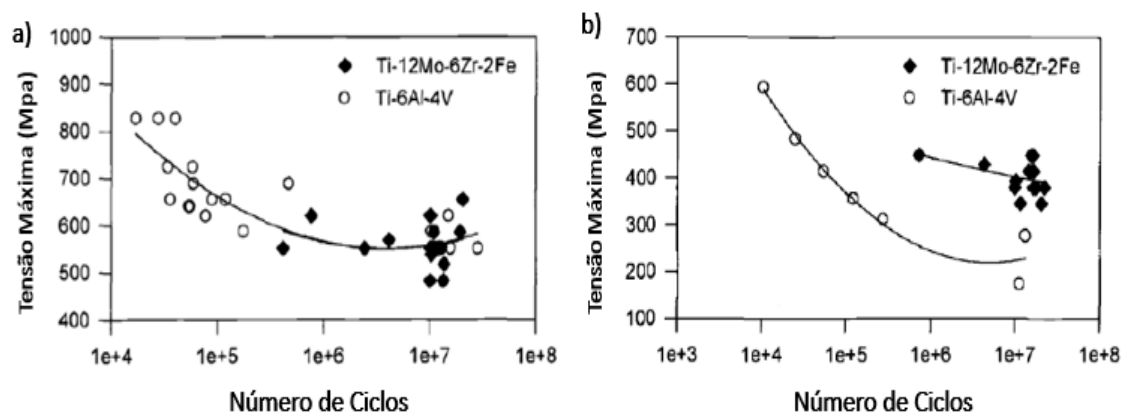 a)
Tensão Máxima (Mpa)
1000
900
800
700
600
500
400
Ti-12Mo-6Zr-2Fe
Ti-6Al-4V
1e+4
1e+5
1e+6
1e+7
1e+8
Número de Ciclos
b)
Tensão Máxima (Mpa)
700
600
500
400
300
200
100
Ti-12Mo-6Zr-2Fe
Ti-6Al-4V
1e+3
1e+4
1e+5
1e+6
1e+7
1e+8
Número de Ciclos